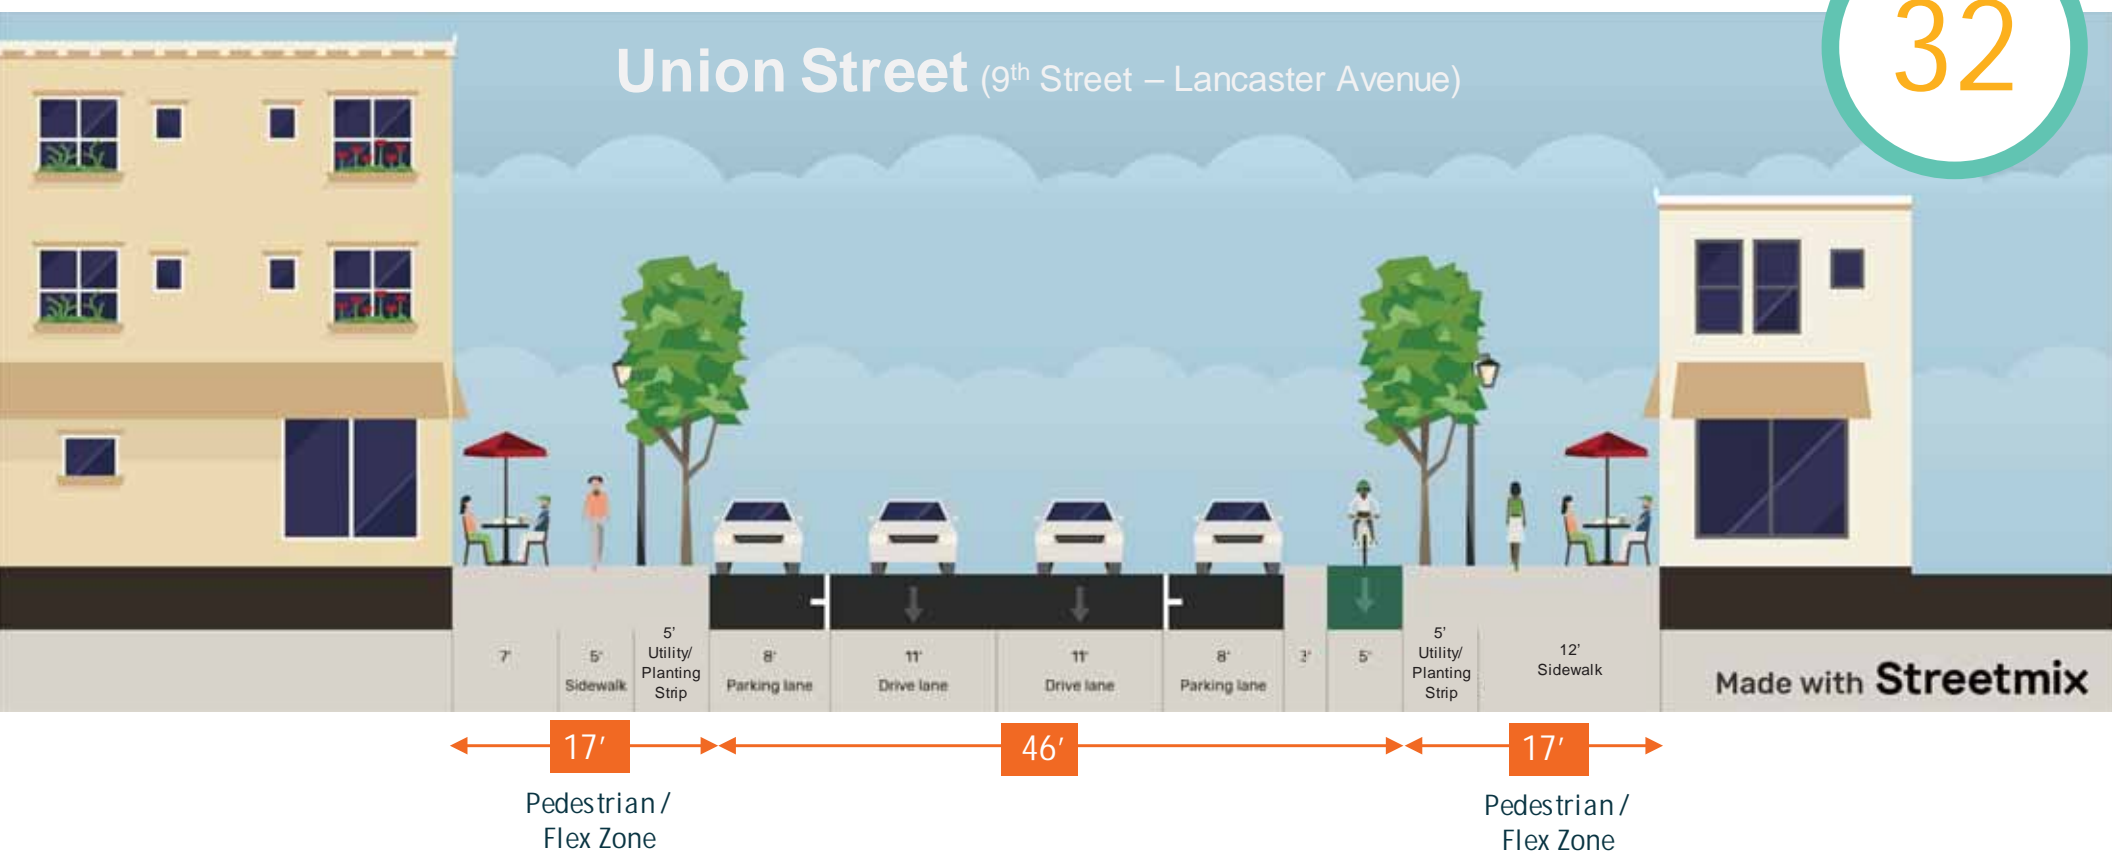 32
Union Street (9th Street – Lancaster Avenue)
7'
5'
Sidewalk
5'
Utility/
Planting
Strip
8'
Parking lane
11'
Drive lane
11'
Drive lane
8'
Parking lane
3'
5'
5'
Utility/
Planting
Strip
12'
Sidewalk
Made with Streetmix
17'
46'
17'
Pedestrian /
Flex Zone
Pedestrian /
Flex Zone